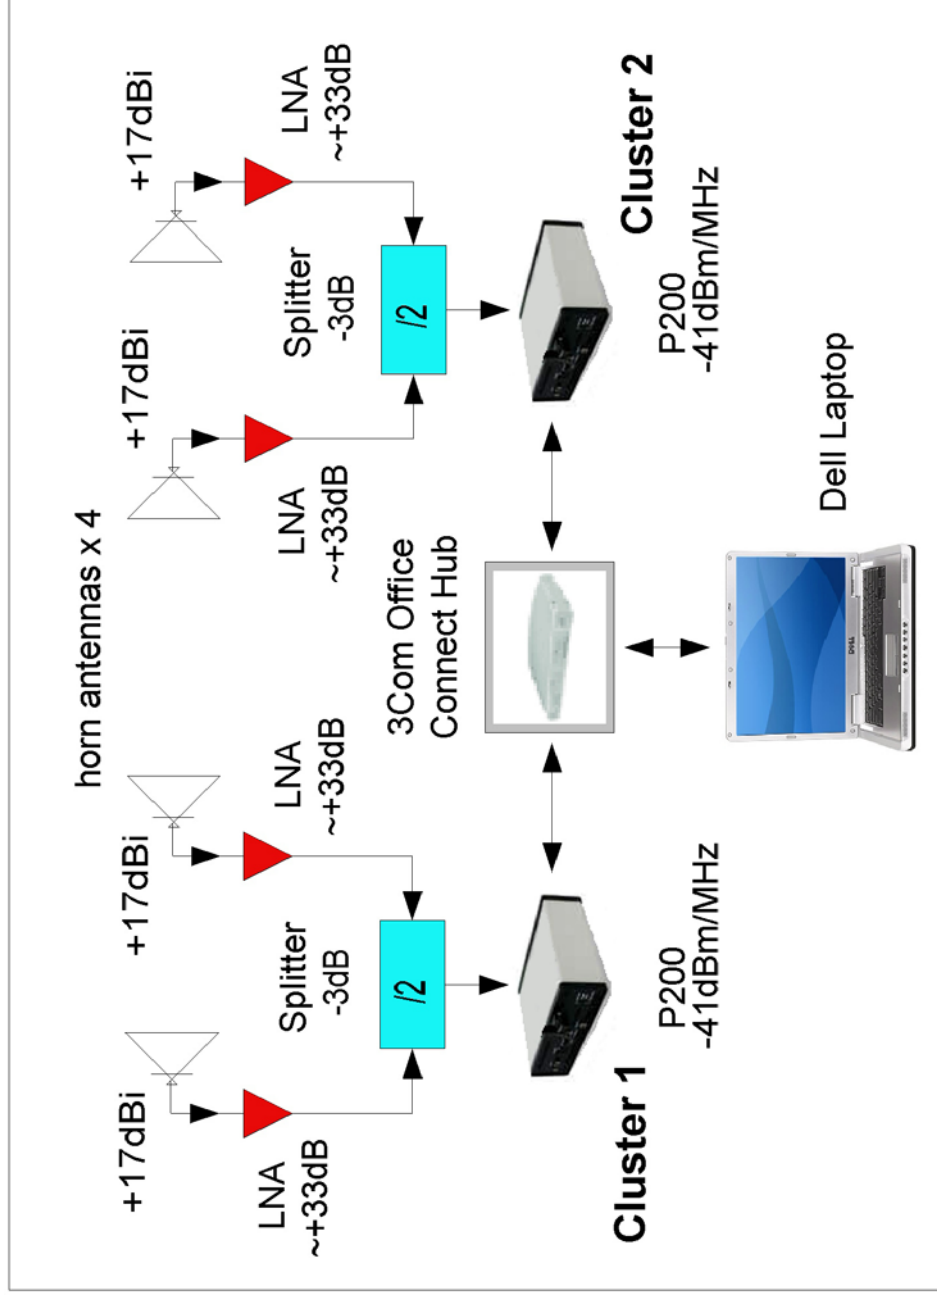 horn antennas x 4
+17dBi
+17dBi
+17dBi
+17dBi
LNA
~+33dB
LNA
~+33dB
LNA
~+33dB
LNA
~+33dB
Splitter
-3dB
/2
Splitter
-3dB
/2
3Com Office
Connect Hub
Cluster 1
P200
-41dBm/MHz
Cluster 2
P200
-41dBm/MHz
DELL
Dell Laptop